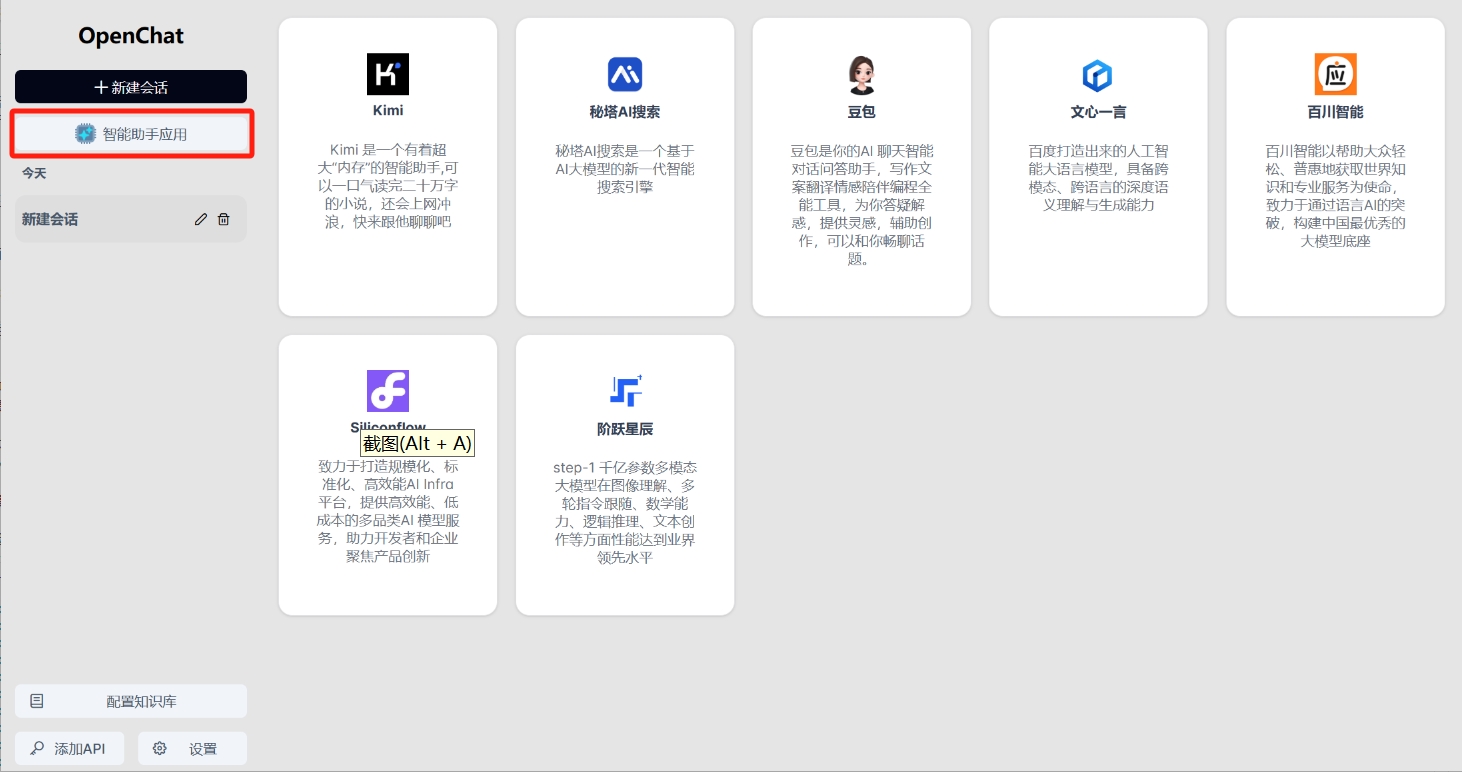 OpenChat
新建会话
智能助手应用
今天
新建会话
配置知识库
添加API
设置
Kimi
Kimi 是一个有着超
大“内存”的智能助手,可
以一口气读完二十万字
的小说，还会上网冲
浪，快来跟他聊聊吧
秘塔AI搜索
秘塔AI搜索是一个基于
AI大模型的新一代智能
搜索引擎
豆包
豆包是你的AI 聊天智能
对话问答助手，写作文
案翻译情感陪伴编程全
能工具，为你答疑解
惑，提供灵感，辅助创
作，可以和你畅聊话
题。
文心一言
百度打造出来的人工智
能大语言模型，具备跨
模态、跨语言的深度语
义理解与生成能力
应
百川智能
百川智能以帮助大众轻
松、普惠地获取世界知
识和专业服务为使命，
致力于通过语言AI的突
破，构建中国最优秀的
大模型底座
Siliconflow
截图(Alt + A)
致力于打造规模化、标
准化、高效能AI Infra
平台，提供高效能、低
成本的多品类AI 模型服
务，助力开发者和企业
聚焦产品创新
阶跃星辰
step-1 千亿参数多模态
大模型在图像理解、多
轮指令跟随、数学能
力、逻辑推理、文本创
作等方面性能达到业界
领先水平